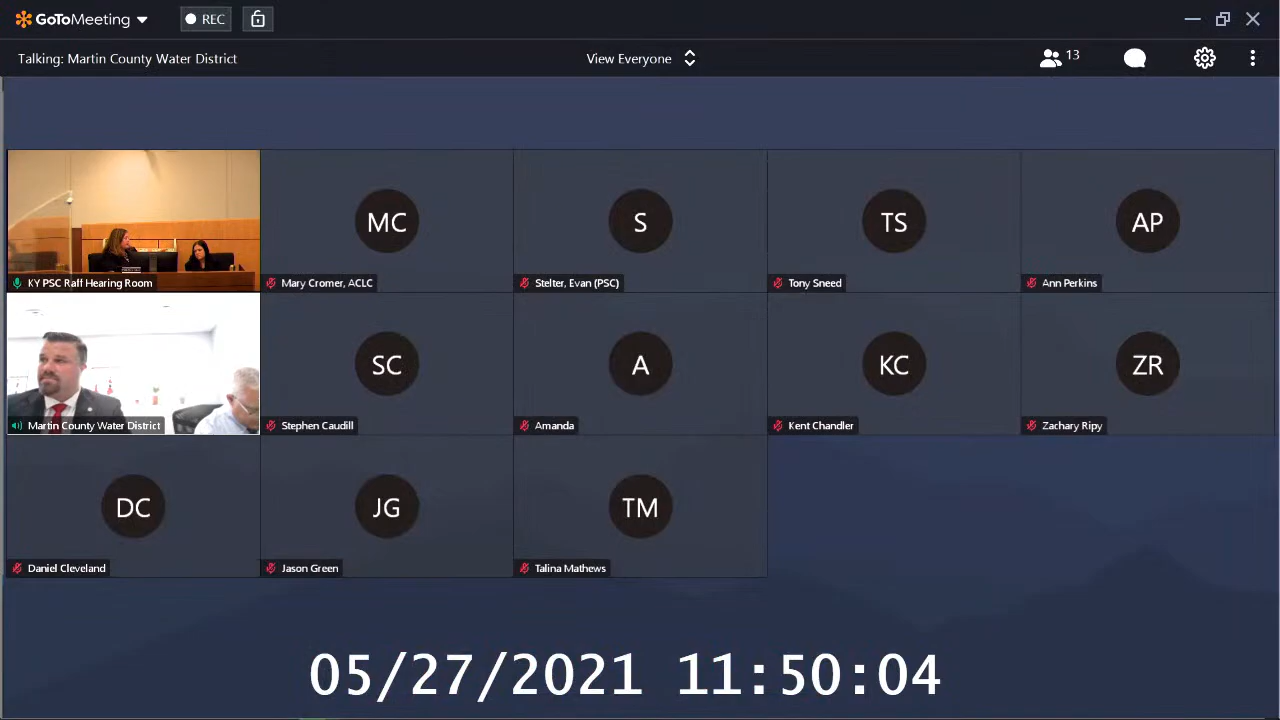 GoToMeeting
REC
Talking: Martin County Water District
View Everyone
13
KY PSC Raff Hearing Room
MC
Mary Cromer, ACLC
S
Stelter, Evan (PSC)
TS
Tony Sneed
AP
Ann Perkins
Martin County Water District
SC
Stephen Caudill
A
Amanda
KC
Kent Chandler
ZR
Zachary Ripy
DC
Daniel Cleveland
JG
Jason Green
TM
Talina Mathews
05/27/2021 11:50:04